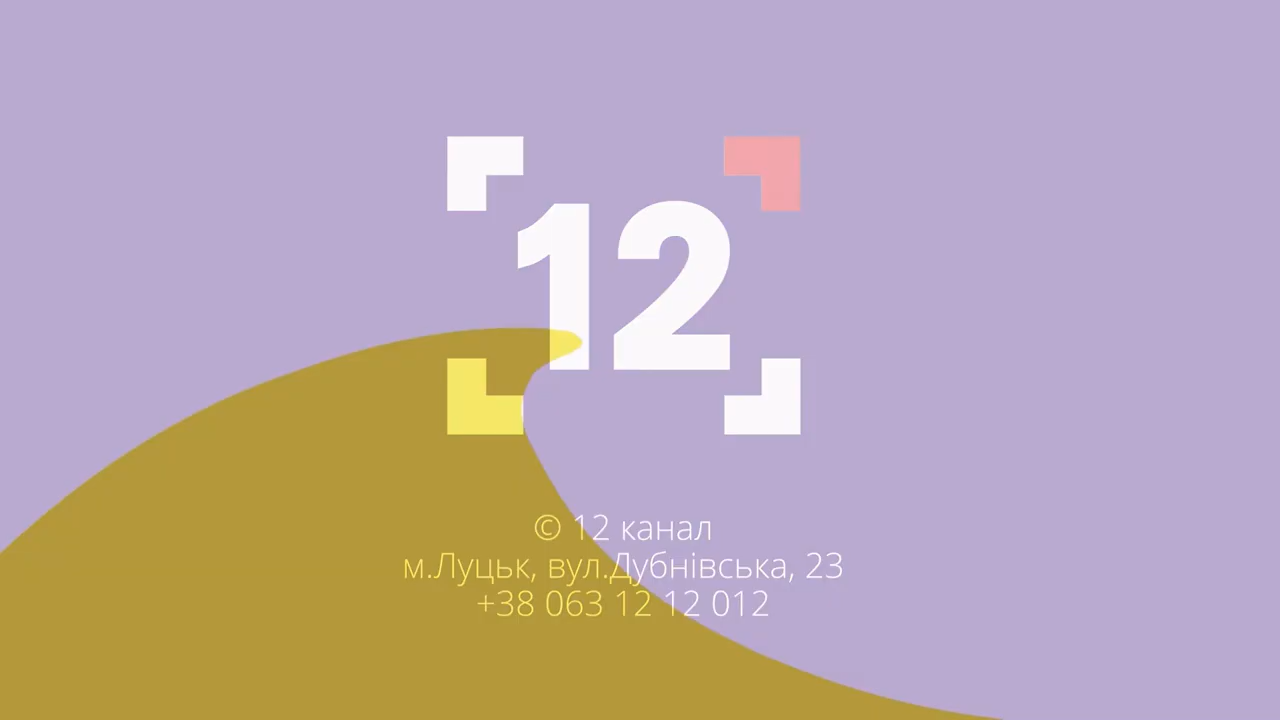 12
© 12 канал
м.Луцьк, вул.Дубнівська, 23
+38 063 12 12 012